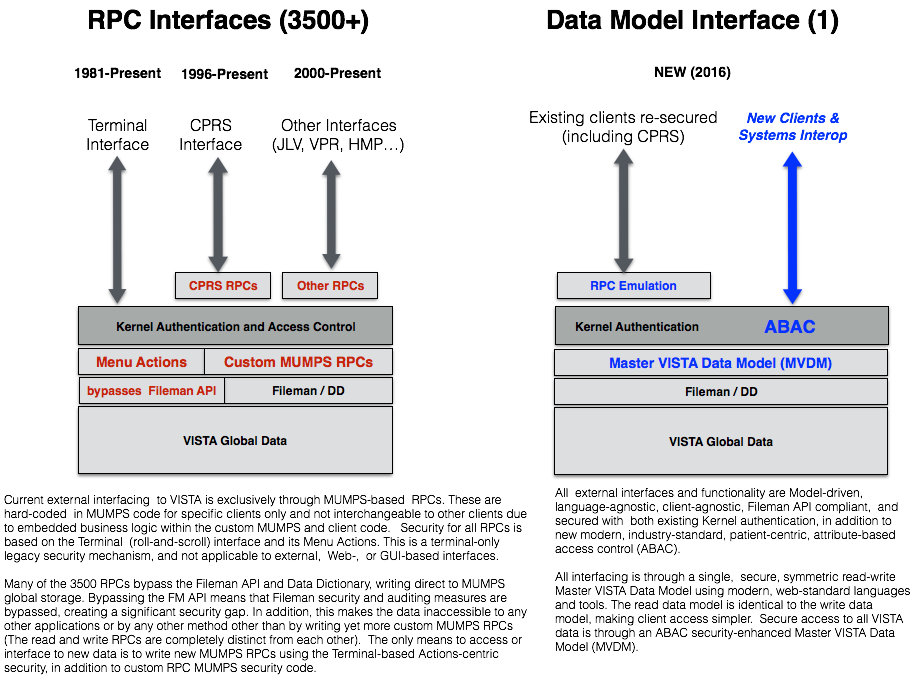 RPC Interfaces (3500+)
1981-Present
1996-Present
2000-Present
Terminal
Interface
CPRS
Interface
Other Interfaces
(JLV, VPR, HMP...)
CPRS RPCs
Other RPCs
Kernel Authentication and Access Control
Menu Actions
Custom MUMPS RPCs
bypasses Fileman API
Fileman / DD
VISTA Global Data
Current external interfacing to VISTA is exclusively through MUMPS-based RPCs. These are
hard-coded in MUMPS code for specific clients only and not interchangeable to other clients due
to embedded business logic within the custom MUMPS and client code. Security for all RPCs is
based on the Terminal (roll-and-scroll) interface and its Menu Actions. This is a terminal-only
legacy security mechanism, and not applicable to external, Web-, or GUI-based interfaces.
Many of the 3500 RPCs bypass the Fileman API and Data Dictionary, writing direct to MUMPS
global storage. Bypassing the FM API means that Fileman security and auditing measures are
bypassed, creating a significant security gap. In addition, this makes the data inaccessible to any
other applications or by any other method other than by writing yet more custom MUMPS RPCs
(The read and write RPCs are completely distinct from each other). The only means to access or
interface to new data is to write new MUMPS RPCs using the Terminal-based Actions-centric
security, in addition to custom RPC MUMPS security code.
Data Model Interface (1)
NEW (2016)
Existing clients re-secured
(including CPRS)
New Clients &
Systems Interop
RPC Emulation
Kernel Authentication
ABAC
Master VISTA Data Model (MVDM)
Fileman / DD
VISTA Global Data
All external interfaces and functionality are Model-driven,
language-agnostic, client-agnostic, Fileman API compliant, and
secured with both existing Kernel authentication, in addition to
new modern, industry-standard, patient-centric, attribute-based
access control (ABAC).
All interfacing is through a single, secure, symmetric read-write
Master VISTA Data Model using modern, web-standard languages
and tools. The read data model is identical to the write data
model, making client access simpler. Secure access to all VISTA
data is through an ABAC security-enhanced Master VISTA Data
Model (MVDM).